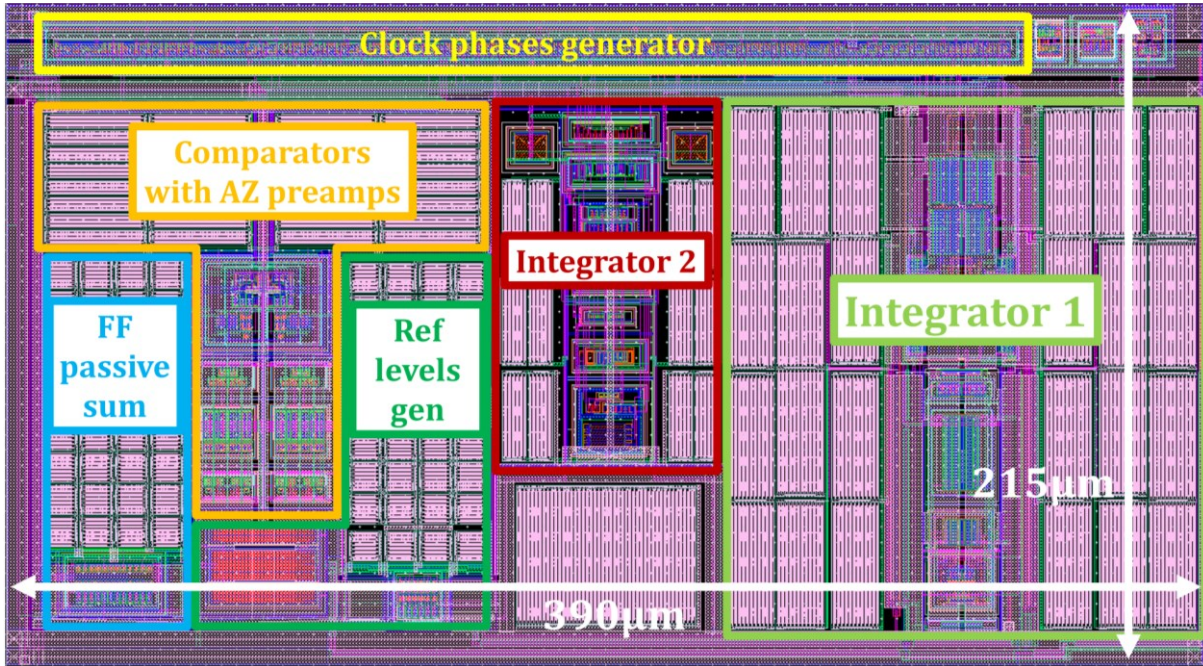 Clock phases generator
Comparators
with AZ preamps
Integrator 2
Integrator 1
FF
passive
sum
Ref
levels
gen
215μm
390μm